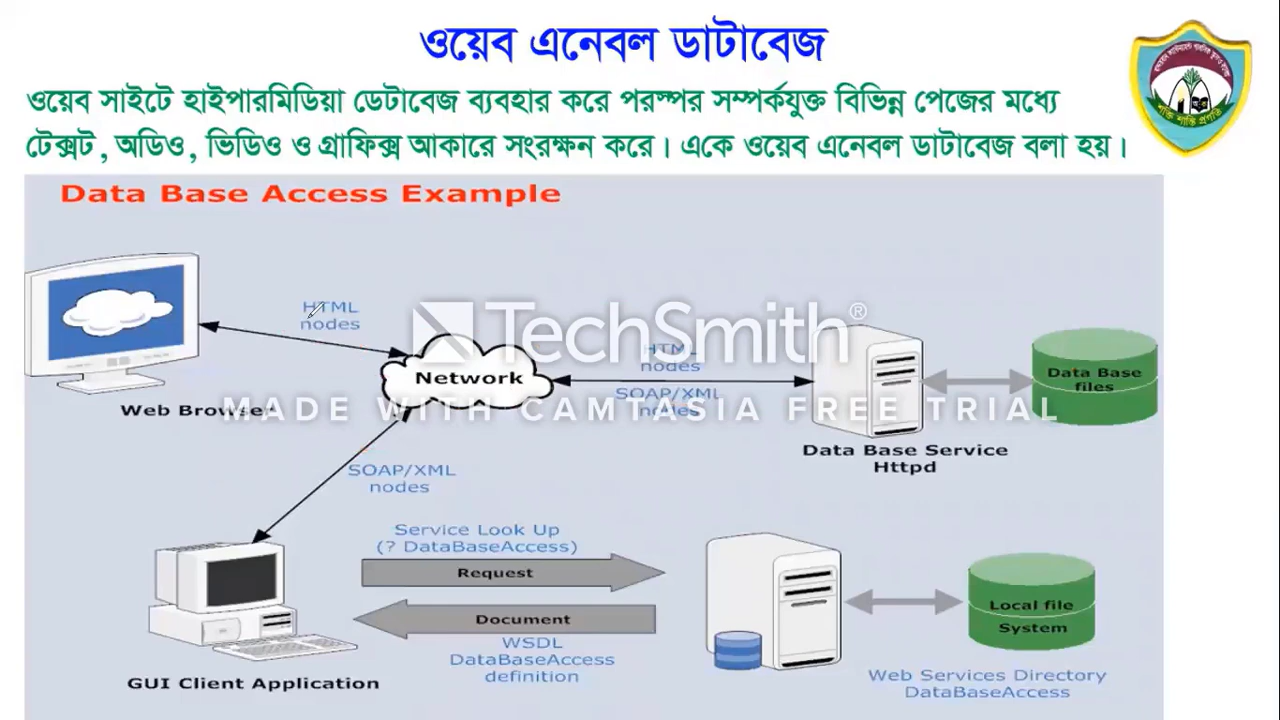 ওয়েব এনেবল ডাটাবেজ
ওয়েব সাইটে হাইপারমিডিয়া ডেটাবেজ ব্যবহার করে পরস্পর সম্পর্কযুক্ত বিভিন্ন পেজের মধ্যে
টেক্সট, অডিও, ভিডিও ও গ্রাফিক্স আকারে সংরক্ষন করে। একে ওয়েব এনেবল ডাটাবেজ বলা হয়।
শক্তি শান্তি প্রগতি
Data Base Access Example
HTML
nodes
TechSmith®
HTML
nodes
Network
SOAP/XML
nodes
Data Base
files
Web Browser
MADE WITH CAMTASIA FREE TRIAL
Data Base Service
Httpd
SOAP/XML
nodes
Service Look Up
(? DataBaseAccess)
Request
Document
WSDL
DataBaseAccess
definition
Local file
System
GUI Client Application
Web Services Directory
DataBaseAccess